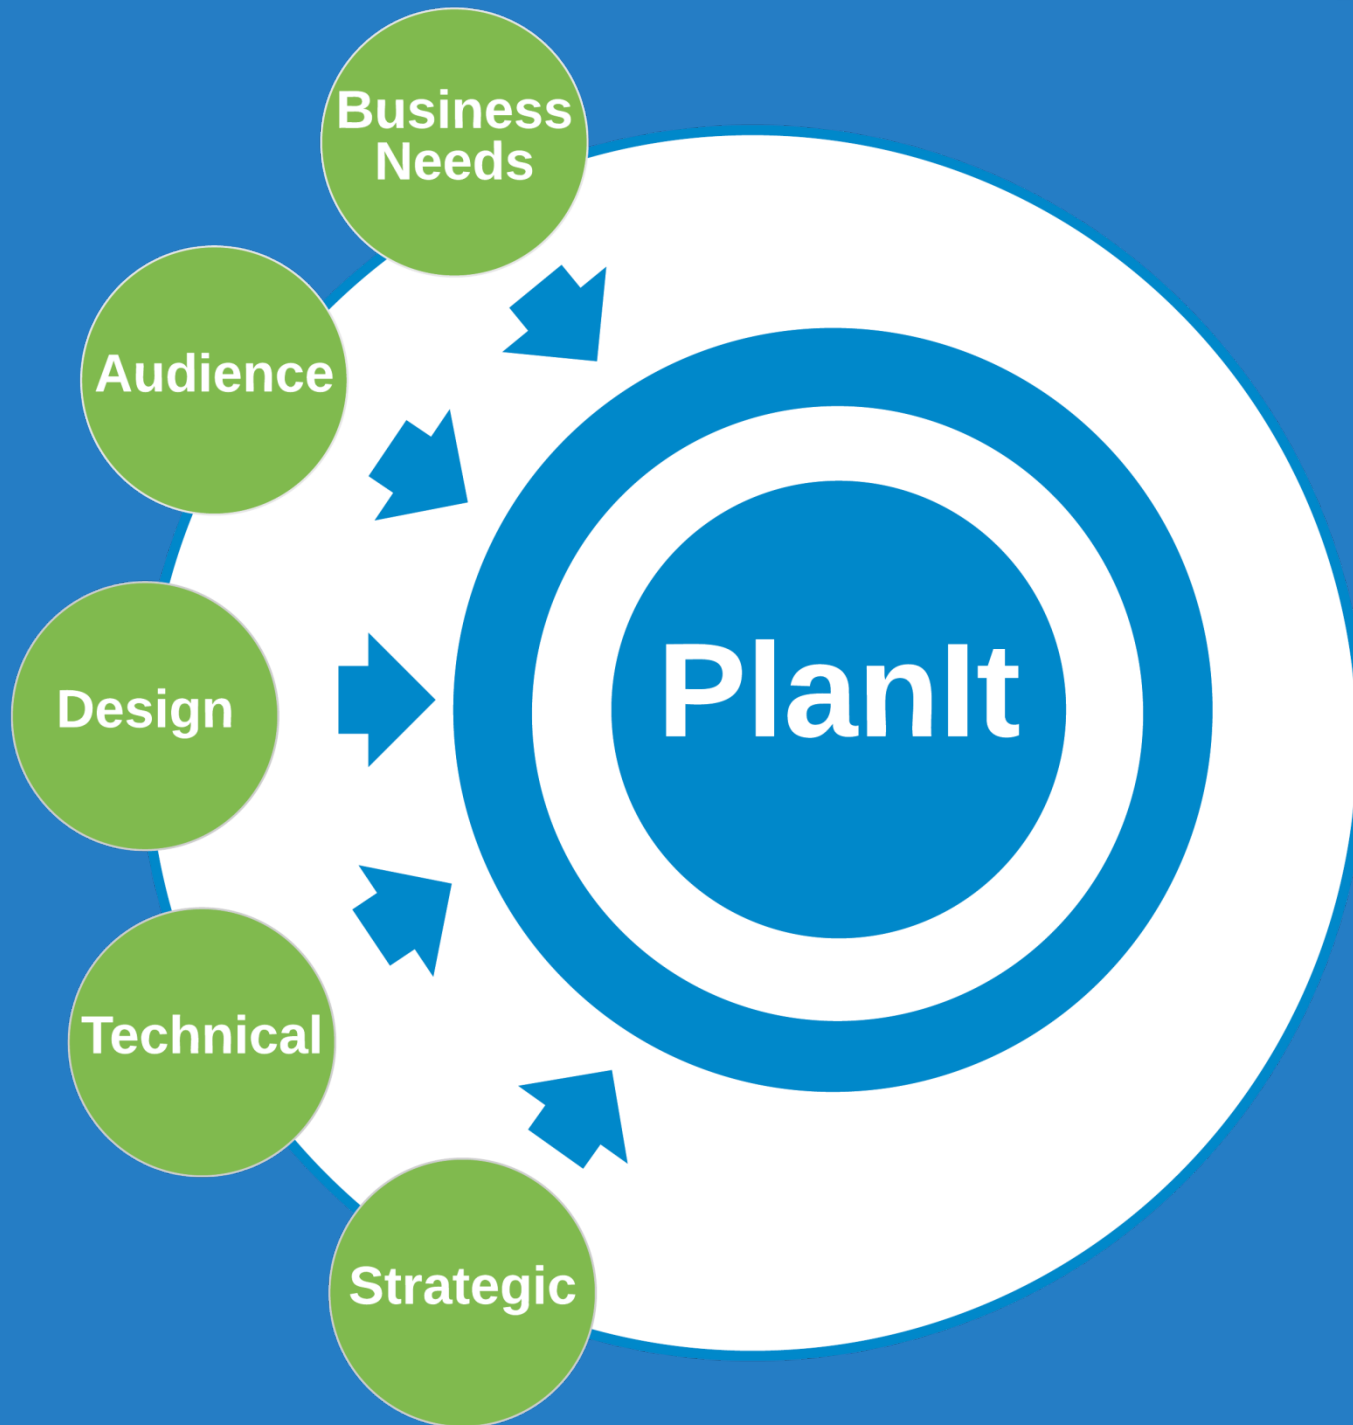 Business
Needs
Audience
Design
PlanIt
Technical
Strategic